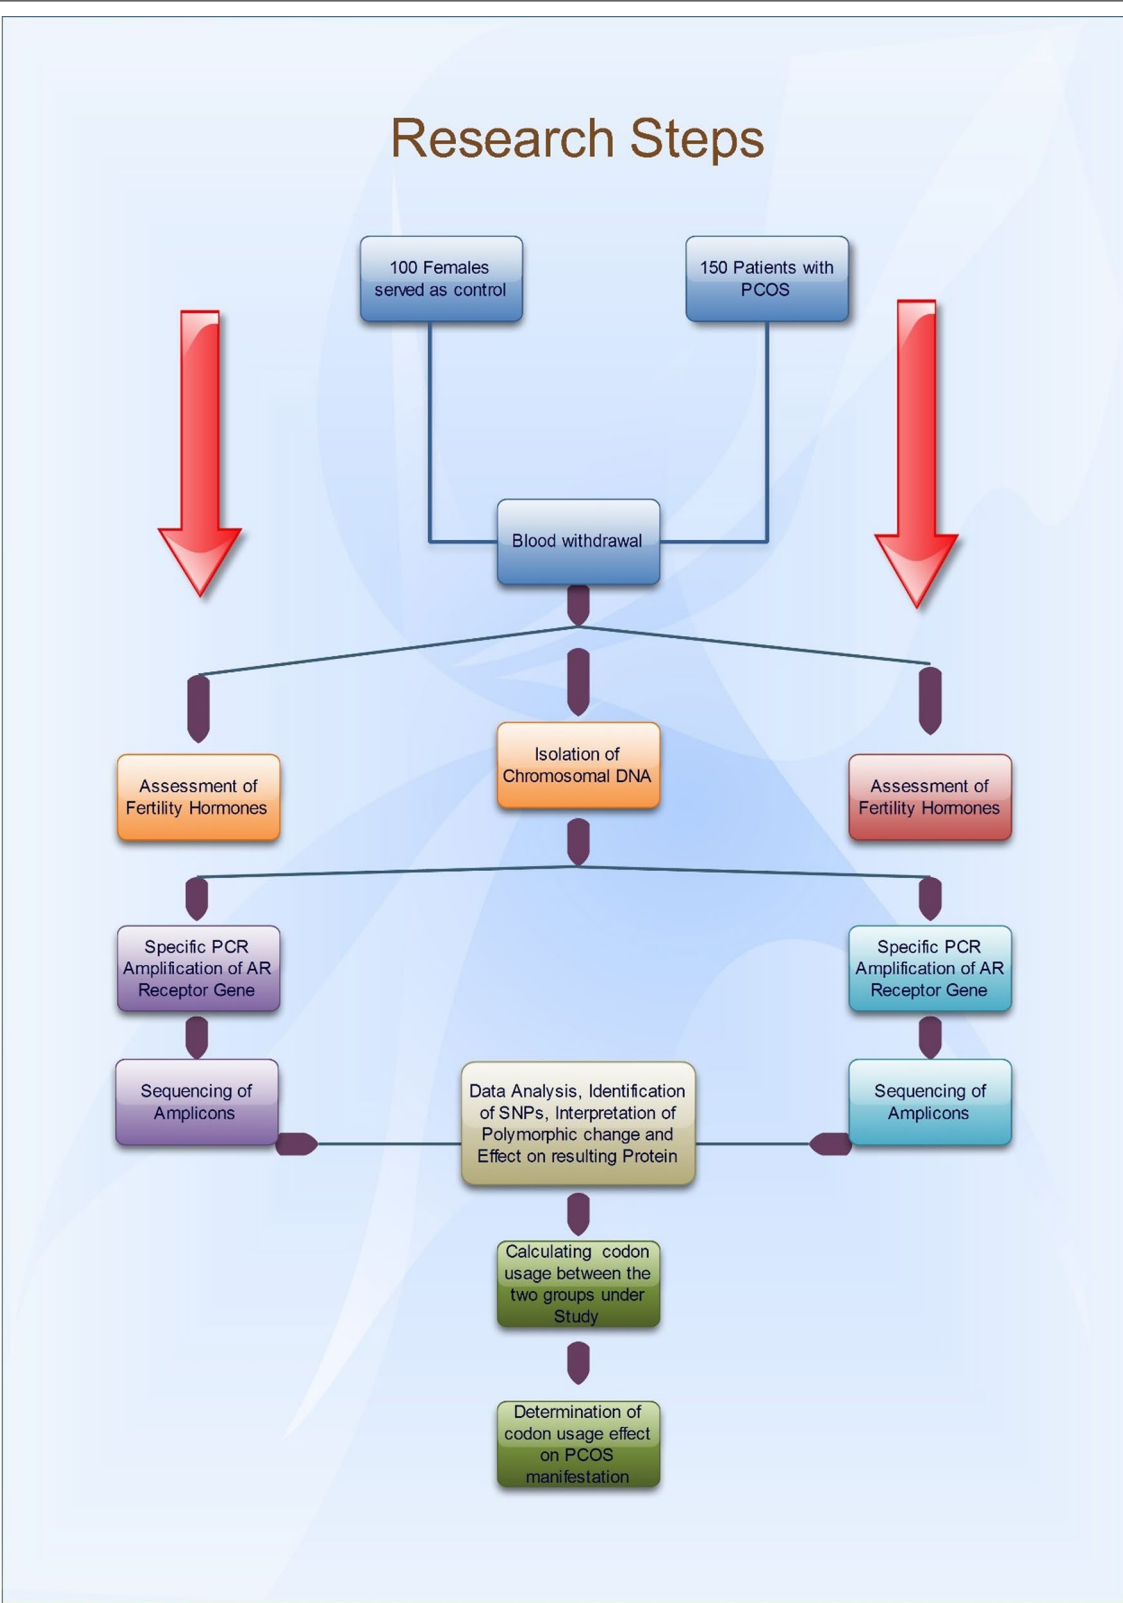 Research Steps
100 Females
served as control
150 Patients with
PCOS
Blood withdrawal
Assessment of
Fertility Hormones
Isolation of
Chromosomal DNA
Assessment of
Fertility Hormones
Specific PCR
Amplification of AR
Receptor Gene
Specific PCR
Amplification of AR
Receptor Gene
Sequencing of
Amplicons
Data Analysis, Identification
of SNPs, Interpretation of
Polymorphic change and
Effect on resulting Protein
Sequencing of
Amplicons
Calculating codon
usage between the
two groups under
Study
Determination of
codon usage effect
on PCOS
manifestation